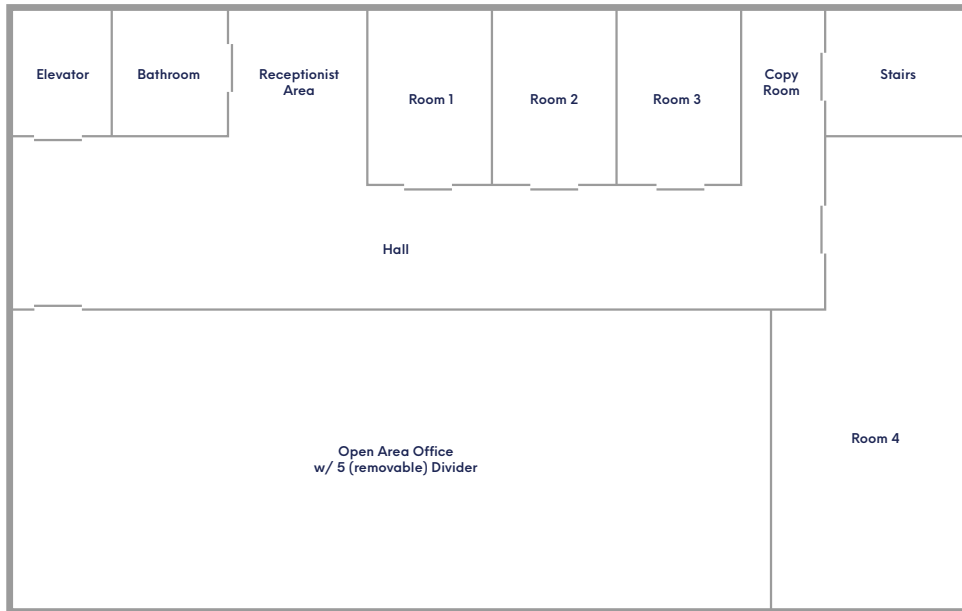 Elevator
Bathroom
Receptionist
Area
Room 1
Room 2
Room 3
Copy
Room
Stairs
Hall
Open Area Office
w/ 5 (removable) Divider
Room 4